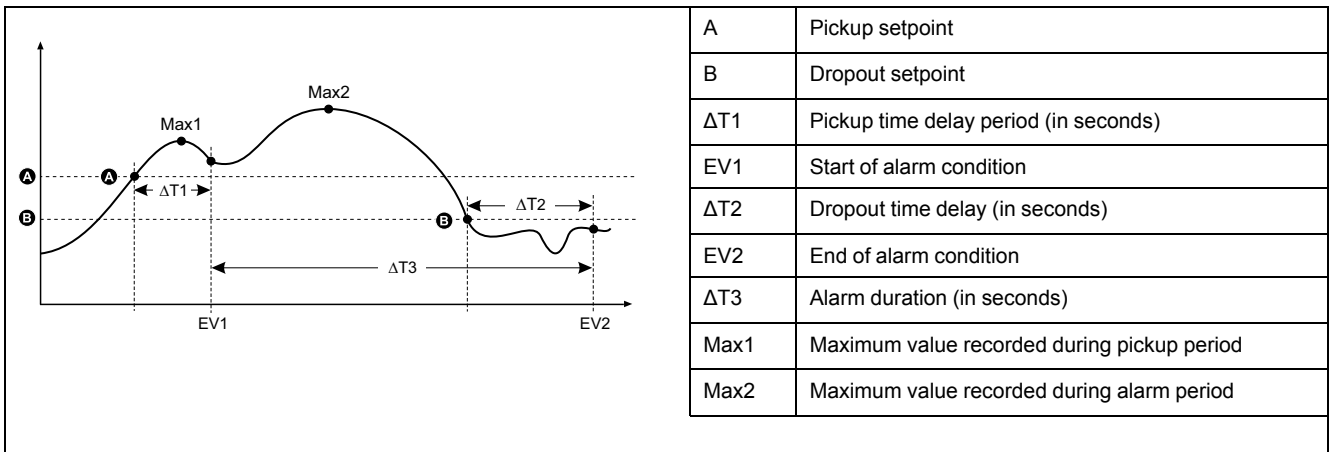 Max2
Max1
A
A
ΔT1
B
B
ΔT2
ΔT3
EV1
EV2
A Pickup setpoint
B Dropout setpoint
ΔT1 Pickup time delay period (in seconds)
EV1 Start of alarm condition
ΔT2 Dropout time delay (in seconds)
EV2 End of alarm condition
ΔT3 Alarm duration (in seconds)
Max1 Maximum value recorded during pickup period
Max2 Maximum value recorded during alarm period